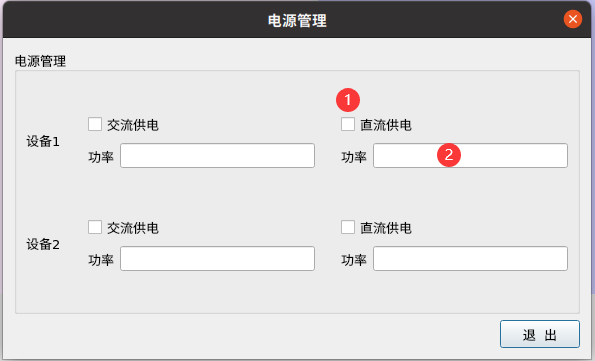 电源管理
电源管理
1
交流供电 直流供电
设备1
功率 功率 2
交流供电 直流供电
设备2
功率 功率
退 出